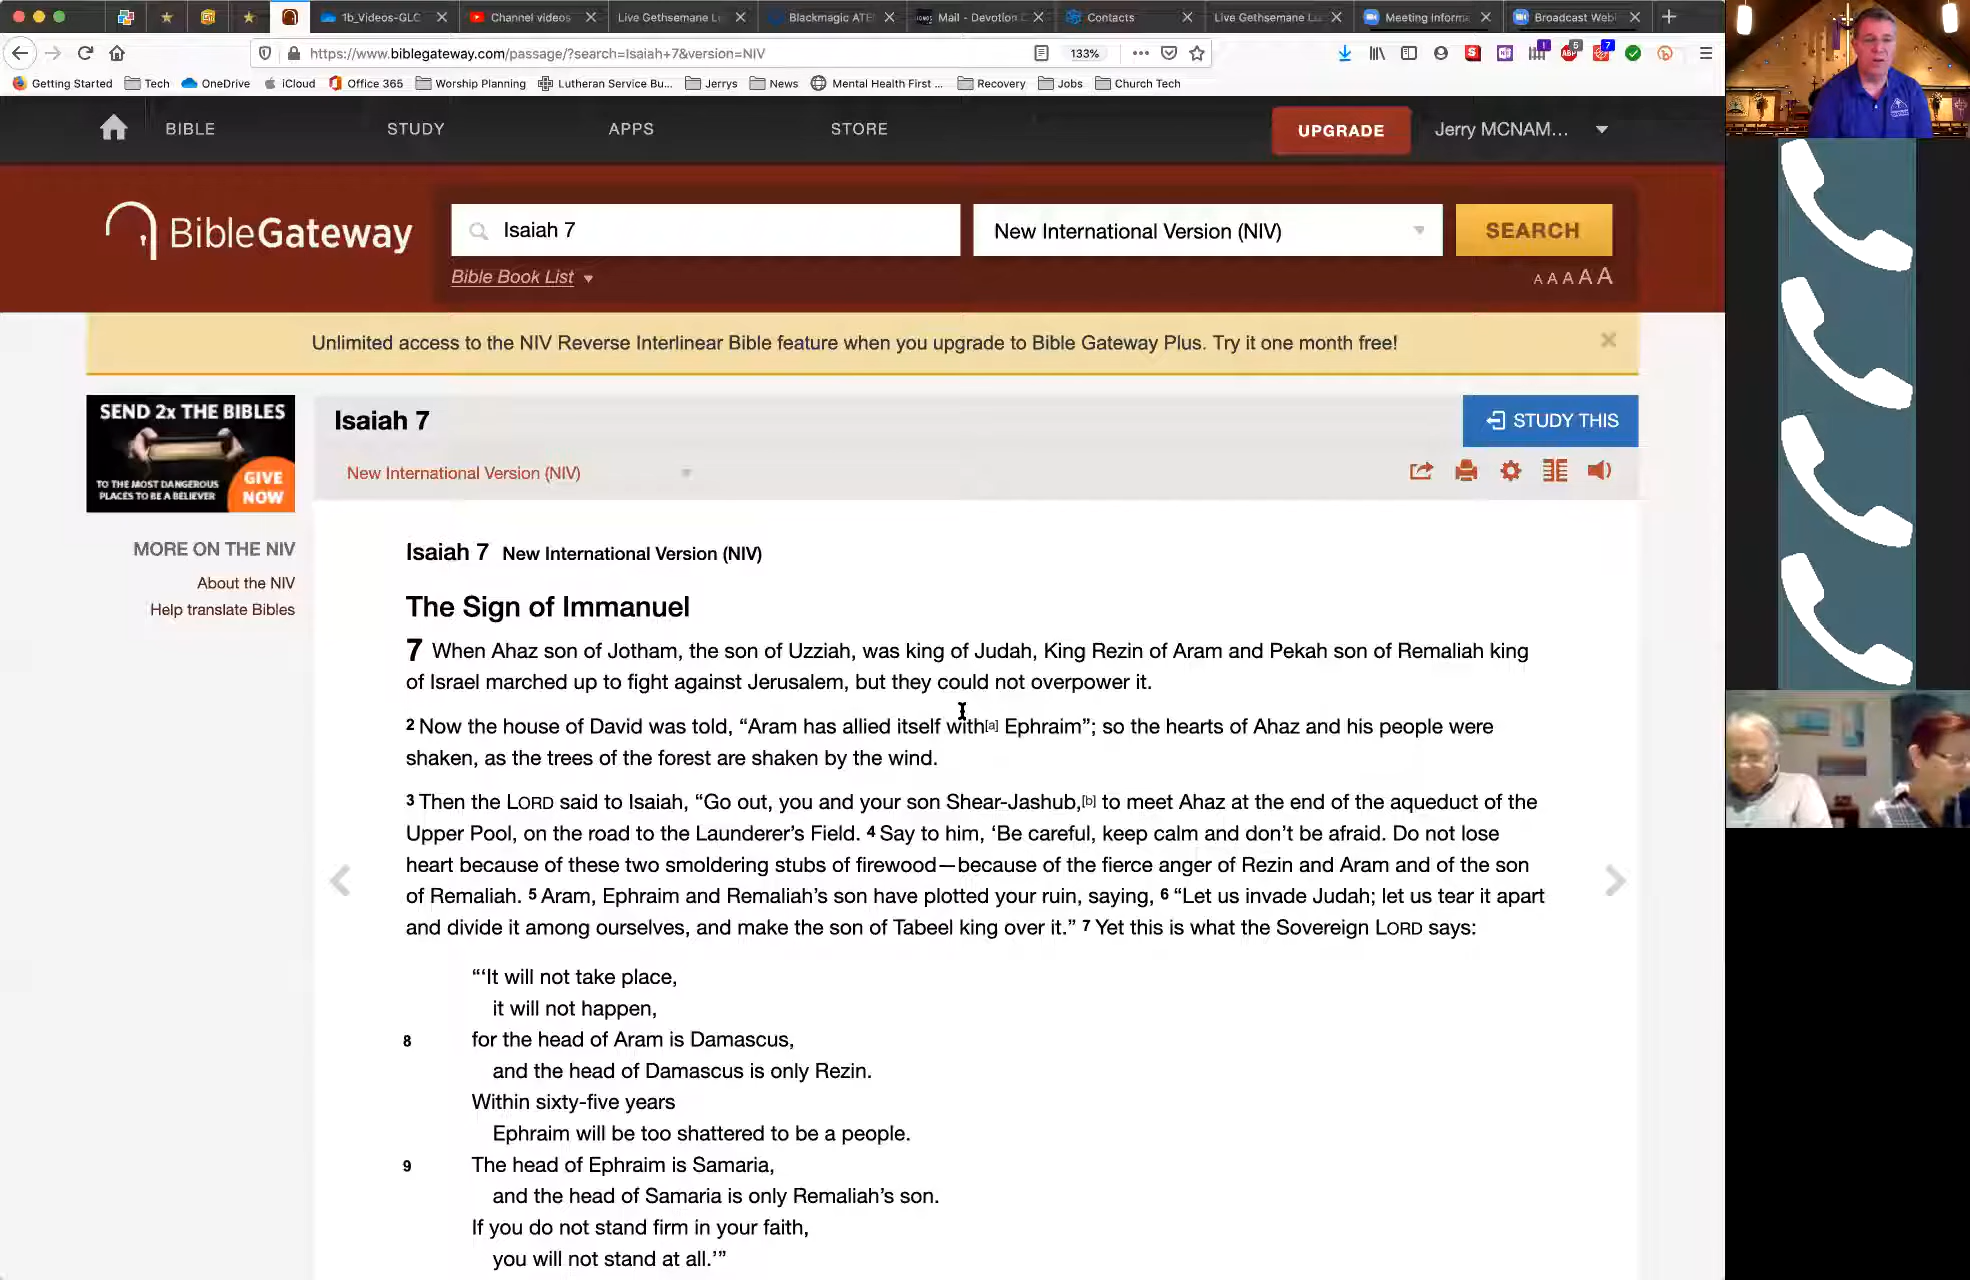 1b_Videos-GLC
Channel videos
Live Gethsemane L
Blackmagic ATE
Mail - Devotion
Contacts
Live Gethsemane Lu
Meeting Informa
Broadcast Webi
https://www.biblegateway.com/passage/?search=Isaiah+7&version=NIV
133%
Getting Started
Tech
OneDrive
iCloud
Office 365
Worship Planning
Lutheran Service Bu...
Jerrys
News
Mental Health First ...
Recovery
Jobs
Church Tech
BIBLE
STUDY
APPS
STORE
UPGRADE
Jerry MCNAM...
BibleGateway
Isaiah 7
New International Version (NIV)
SEARCH
Bible Book List
A A A A A
Unlimited access to the NIV Reverse Interlinear Bible feature when you upgrade to Bible Gateway Plus. Try it one month free!
SEND 2x THE BIBLES
TO THE MOST DANGEROUS
PLACES TO BE A BELIEVER
GIVE
NOW
MORE ON THE NIV
About the NIV
Help translate Bibles
Isaiah 7
STUDY THIS
New International Version (NIV)
Isaiah 7 New International Version (NIV)
The Sign of Immanuel
7 When Ahaz son of Jotham, the son of Uzziah, was king of Judah, King Rezin of Aram and Pekah son of Remaliah king
of Israel marched up to fight against Jerusalem, but they could not overpower it.
2 Now the house of David was told, “Aram has allied itself with[a] Ephraim”; so the hearts of Ahaz and his people were
shaken, as the trees of the forest are shaken by the wind.
3 Then the LORD said to Isaiah, “Go out, you and your son Shear-Jashub,[b] to meet Ahaz at the end of the aqueduct of the
Upper Pool, on the road to the Launderer’s Field. 4 Say to him, ‘Be careful, keep calm and don’t be afraid. Do not lose
heart because of these two smoldering stubs of firewood—because of the fierce anger of Rezin and Aram and of the son
of Remaliah. 5 Aram, Ephraim and Remaliah’s son have plotted your ruin, saying, 6 “Let us invade Judah; let us tear it apart
and divide it among ourselves, and make the son of Tabeel king over it.” 7 Yet this is what the Sovereign LORD says:
“‘It will not take place,
it will not happen,
8 for the head of Aram is Damascus,
and the head of Damascus is only Rezin.
Within sixty-five years
Ephraim will be too shattered to be a people.
9 The head of Ephraim is Samaria,
and the head of Samaria is only Remaliah’s son.
If you do not stand firm in your faith,
you will not stand at all.’”